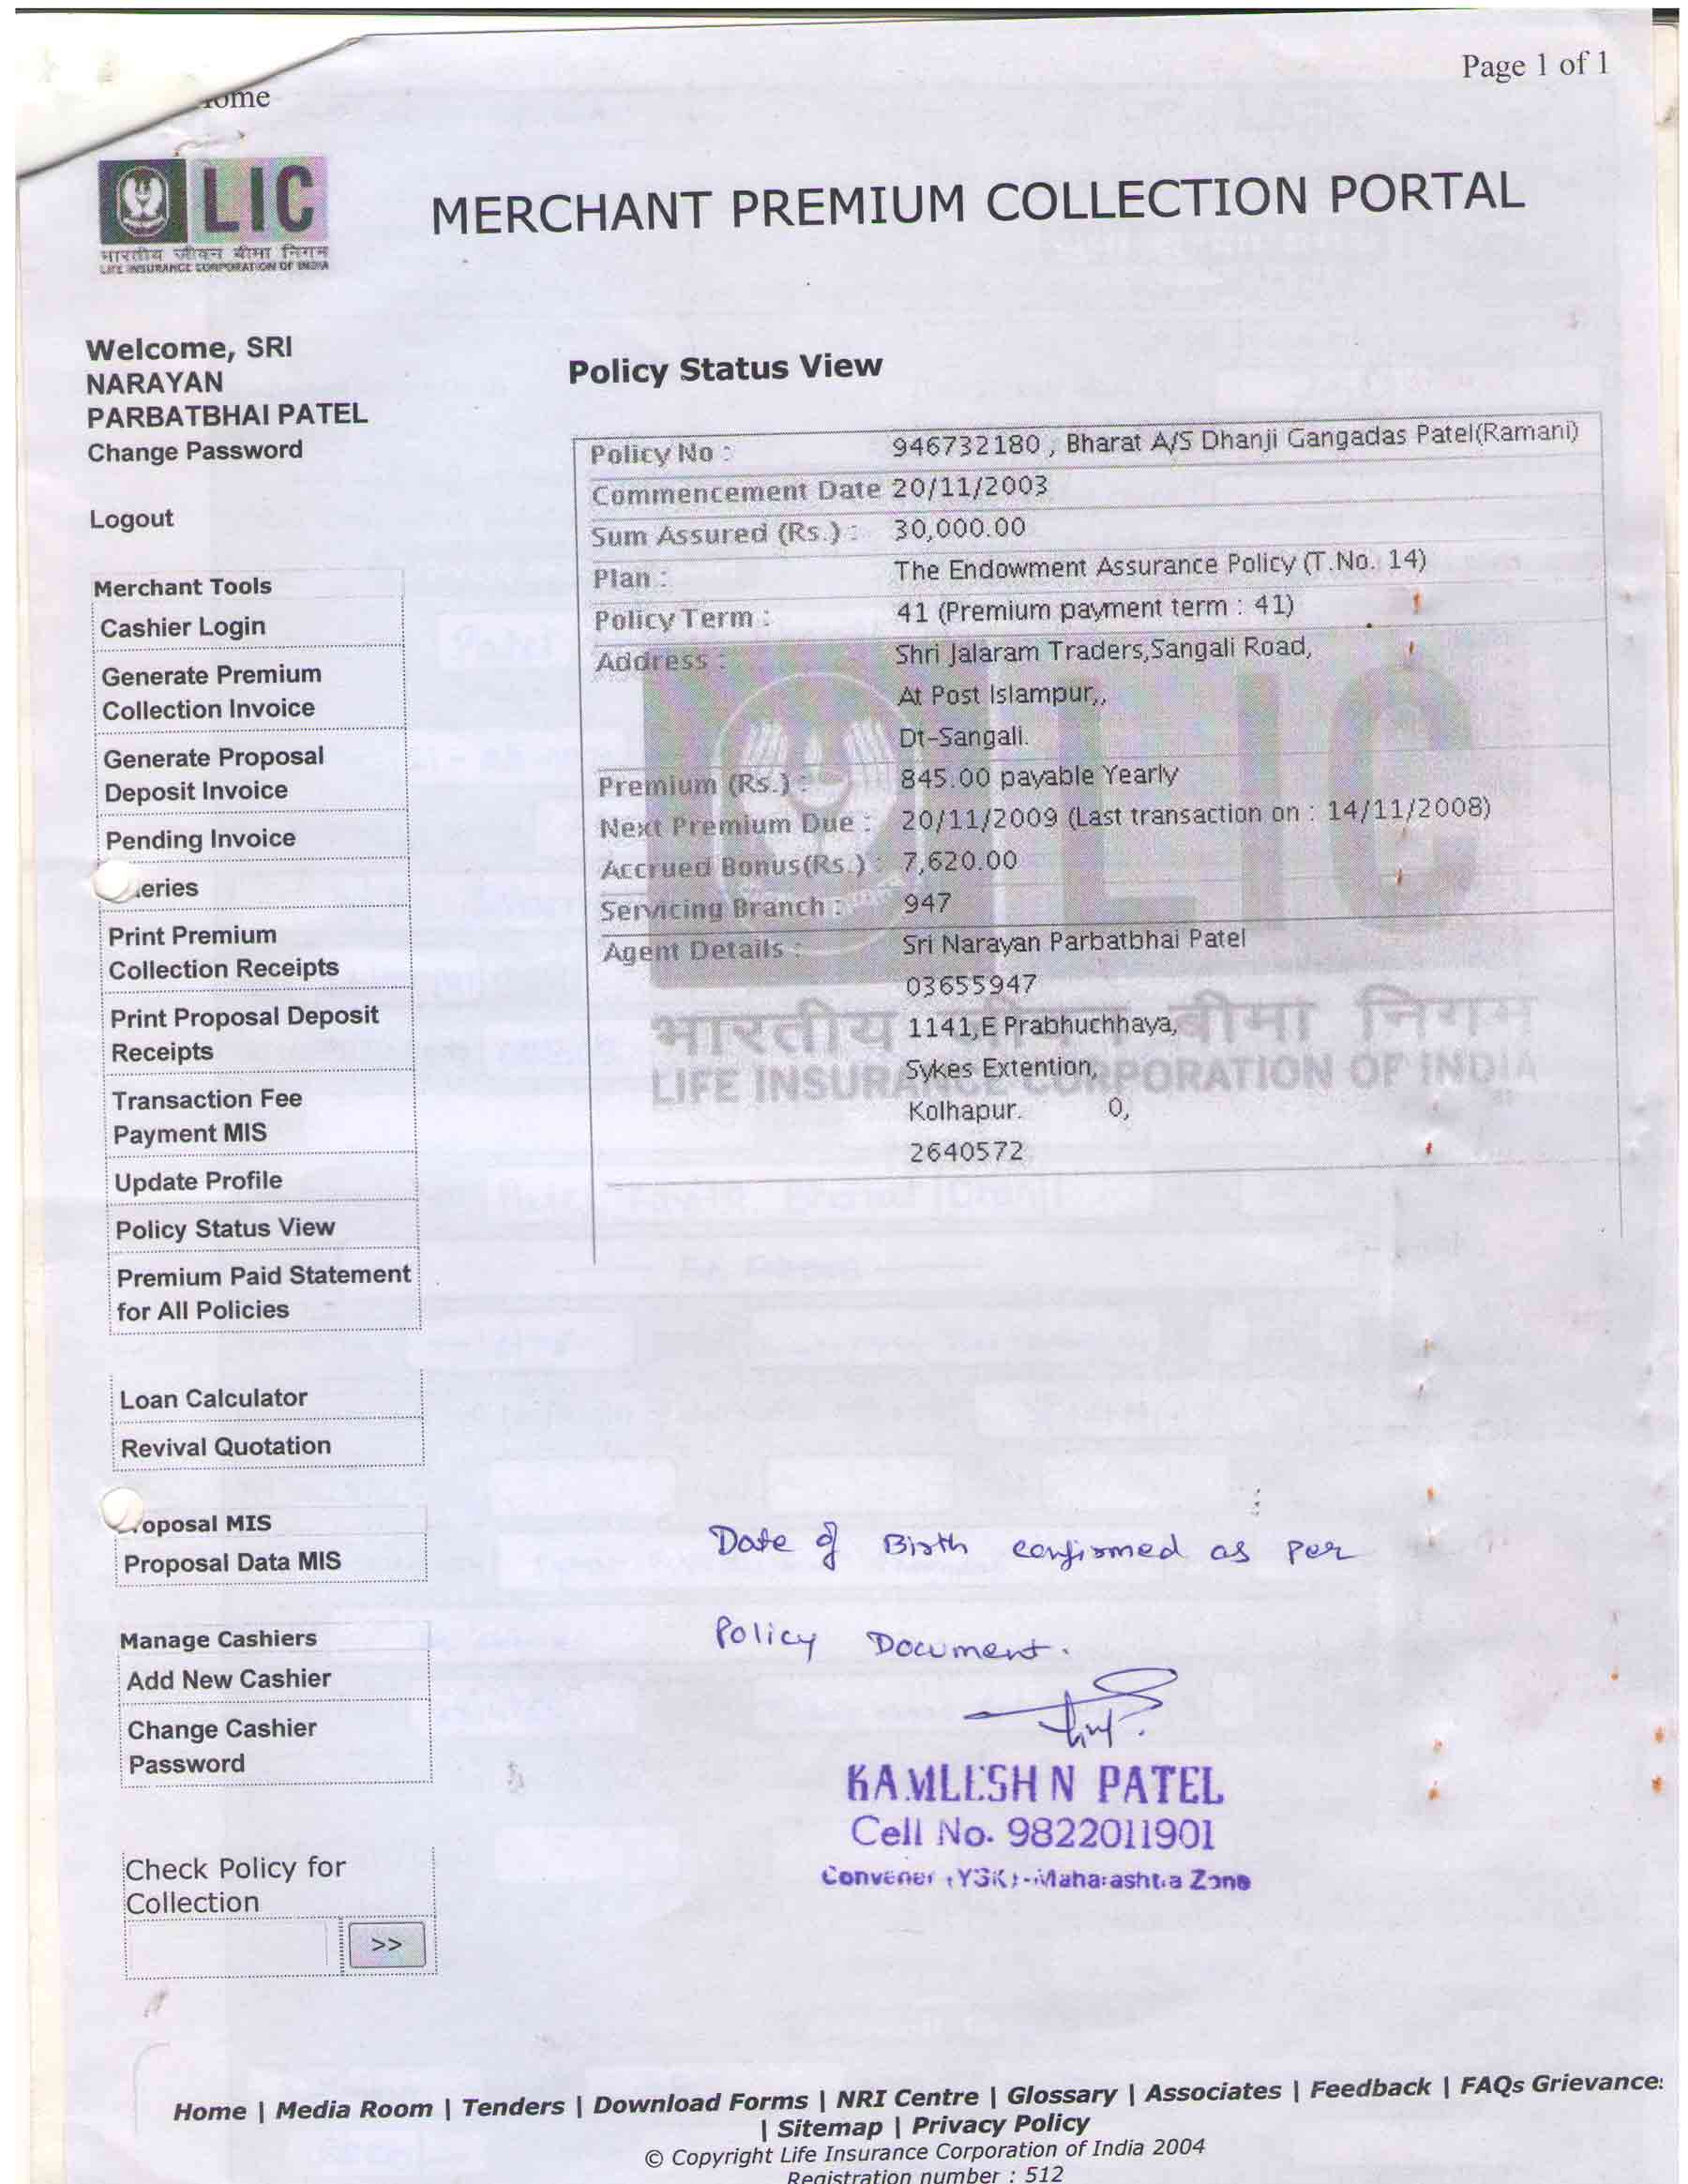 Page 1 of 1
LIC
भारतीय जीवन बीमा निगम
LIFE INSURANCE CORPORATION OF INDIA
MERCHANT PREMIUM COLLECTION PORTAL
Welcome, SRI
NARAYAN
PARBATBHAI PATEL
Change Password
Logout
Merchant Tools
Cashier Login
Generate Premium
Collection Invoice
Generate Proposal
Deposit Invoice
Pending Invoice
Print Premium
Collection Receipts
Print Proposal Deposit
Receipts
Transaction Fee
Payment MIS
Update Profile
Policy Status View
Premium Paid Statement
for All Policies
Loan Calculator
Revival Quotation
MIS
Proposal Data MIS
Manage Cashiers
Add New Cashier
Change Cashier
Password
Check Policy for
Collection
>>
Policy Status View
Policy No : 946732180 , Bharat A/S Dhanji Gangadas Patel(Ramani)
Commencement Date 20/11/2003
Sum Assured (Rs.) : 30,000.00
Plan : The Endowment Assurance Policy (T.No. 14)
Policy Term : 41 (Premium payment term : 41)
Address : Shri Jalaram Traders,Sangali Road,
At Post Islampur,,
Dt-Sangali.
Premium (Rs.) : 845.00 payable Yearly
Next Premium Due : 20/11/2009 (Last transaction on : 14/11/2008)
Accrued Bonus(Rs.) : 7,620.00
Servicing Branch : 947
Agent Details : Sri Narayan Parbatbhai Patel
03655947
1141,E Prabhuchhaya,
Sykes Extention,
Kolhapur. 0,
2640572
LIC
भारतीय जीवन बीमा निगम
LIFE INSURANCE CORPORATION OF INDIA
Date of Birth confirmed as per
Policy Document.
KAMLESH N PATEL
Cell No. 9822011901
Convener (YSK)-Maharashtra Zone
Home | Media Room | Tenders | Download Forms | NRI Centre | Glossary | Associates | Feedback | FAQs Grievance
| Sitemap | Privacy Policy
© Copyright Life Insurance Corporation of India 2004
Registration number : 512